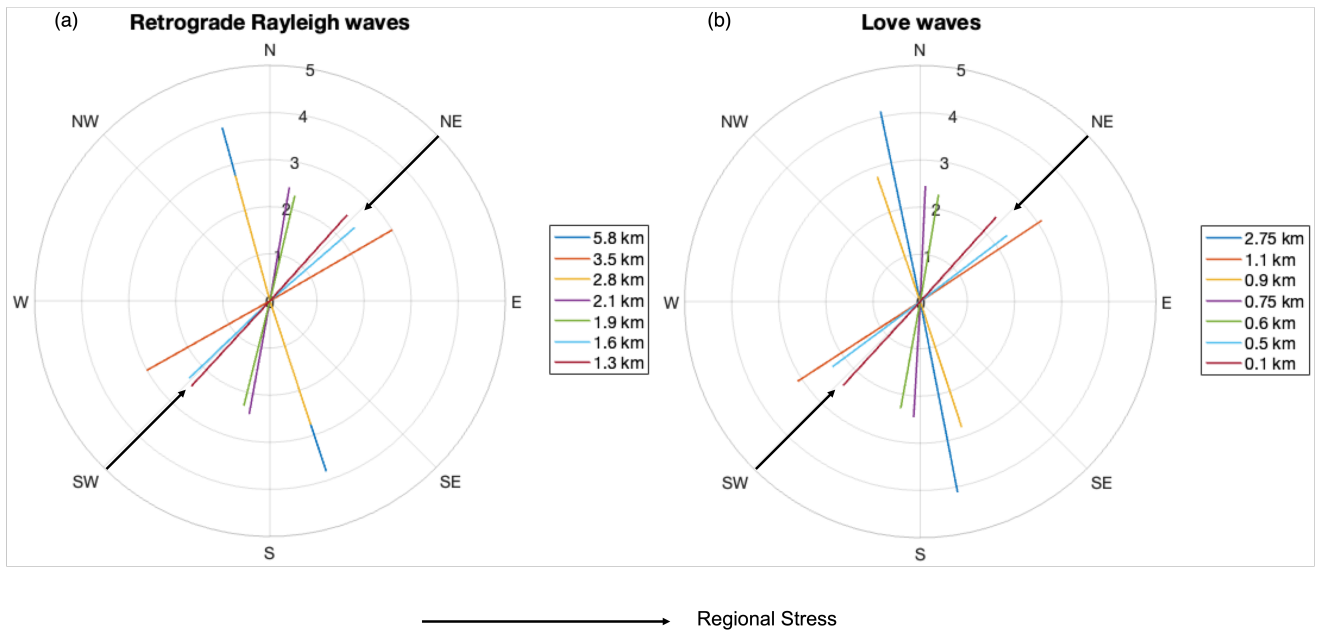 (a)
Retrograde Rayleigh waves
N
5
NW
4
NE
3
2
1
W
0
E
SW
SE
S
5.8 km
3.5 km
2.8 km
2.1 km
1.9 km
1.6 km
1.3 km
(b)
Love waves
N
5
NW
4
NE
3
2
1
W
0
E
SW
SE
S
2.75 km
1.1 km
0.9 km
0.75 km
0.6 km
0.5 km
0.1 km
Regional Stress